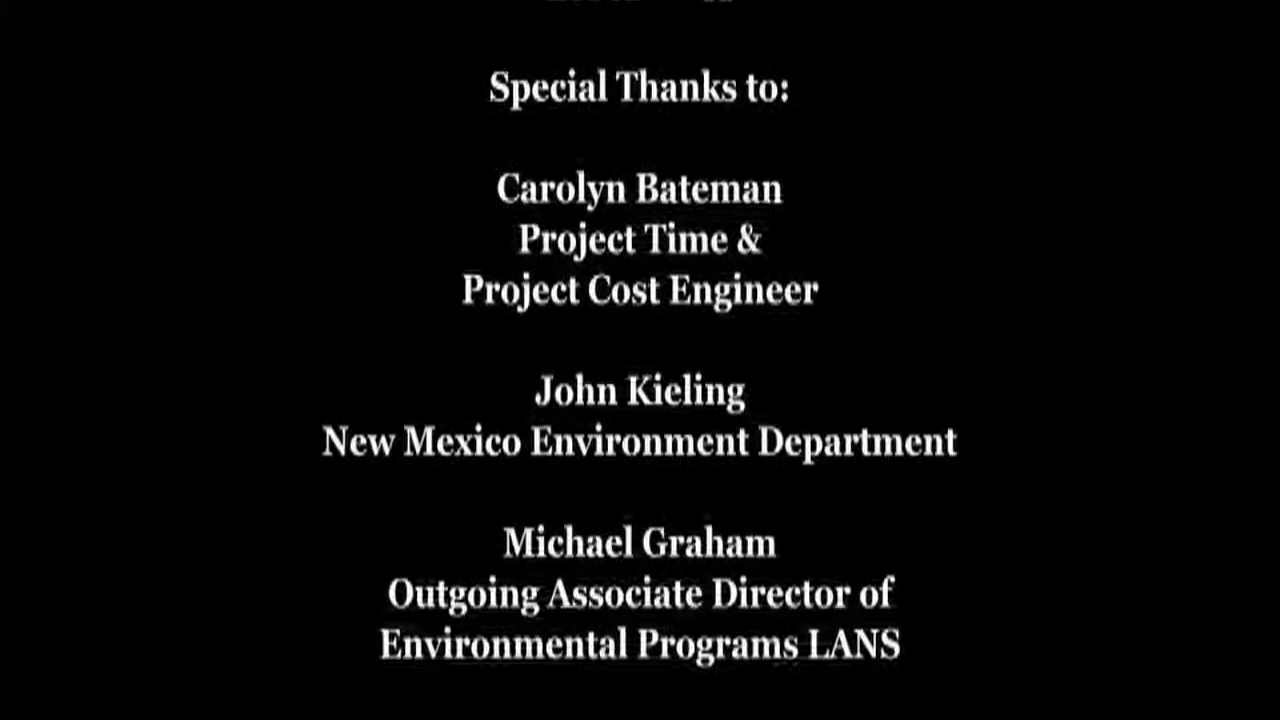 Special Thanks to:
Carolyn Bateman
Project Time &
Project Cost Engineer
John Kieling
New Mexico Environment Department
Michael Graham
Outgoing Associate Director of
Environmental Programs LANS